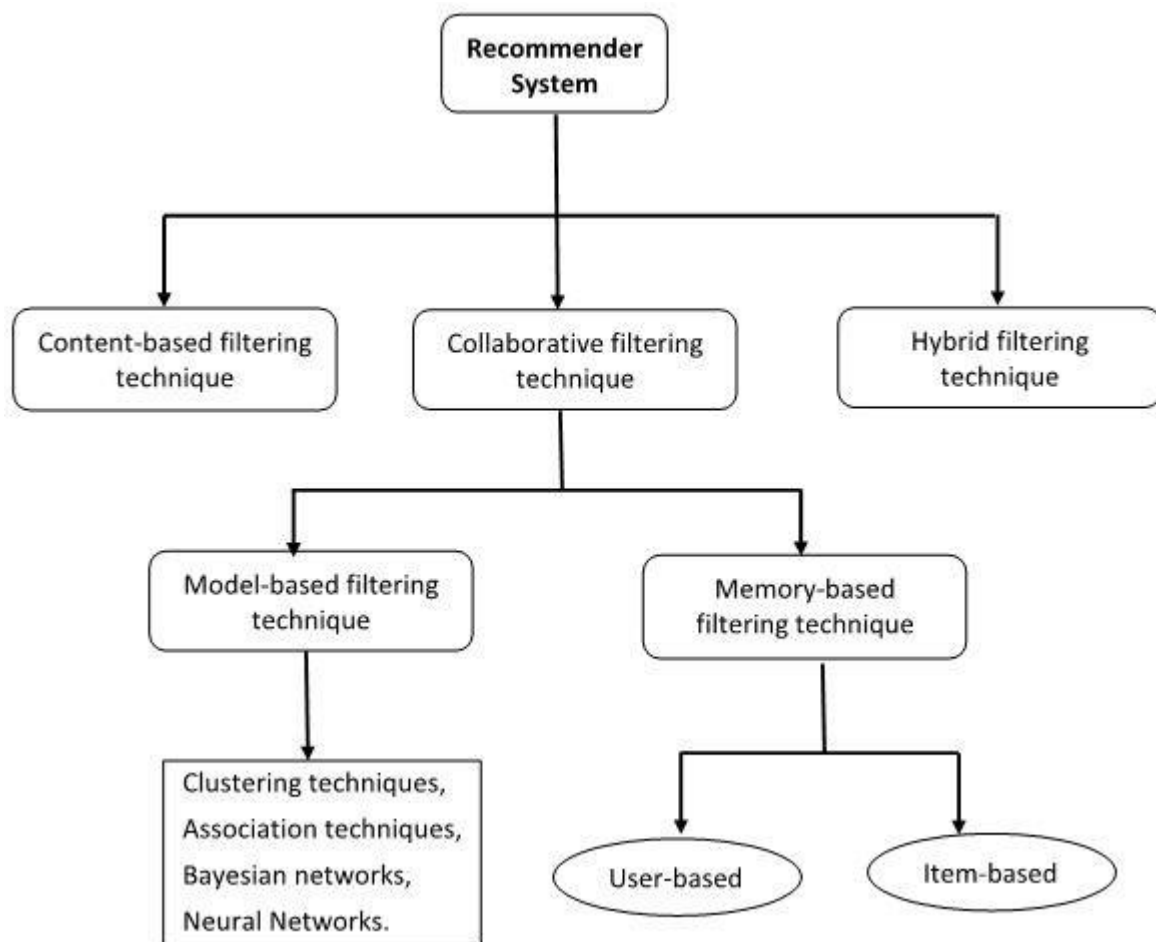 Recommender
System
Content-based filtering
technique
Collaborative filtering
technique
Hybrid filtering
technique
Model-based filtering
technique
Memory-based
filtering technique
Clustering techniques,
Association techniques,
Bayesian networks,
Neural Networks.
User-based
Item-based